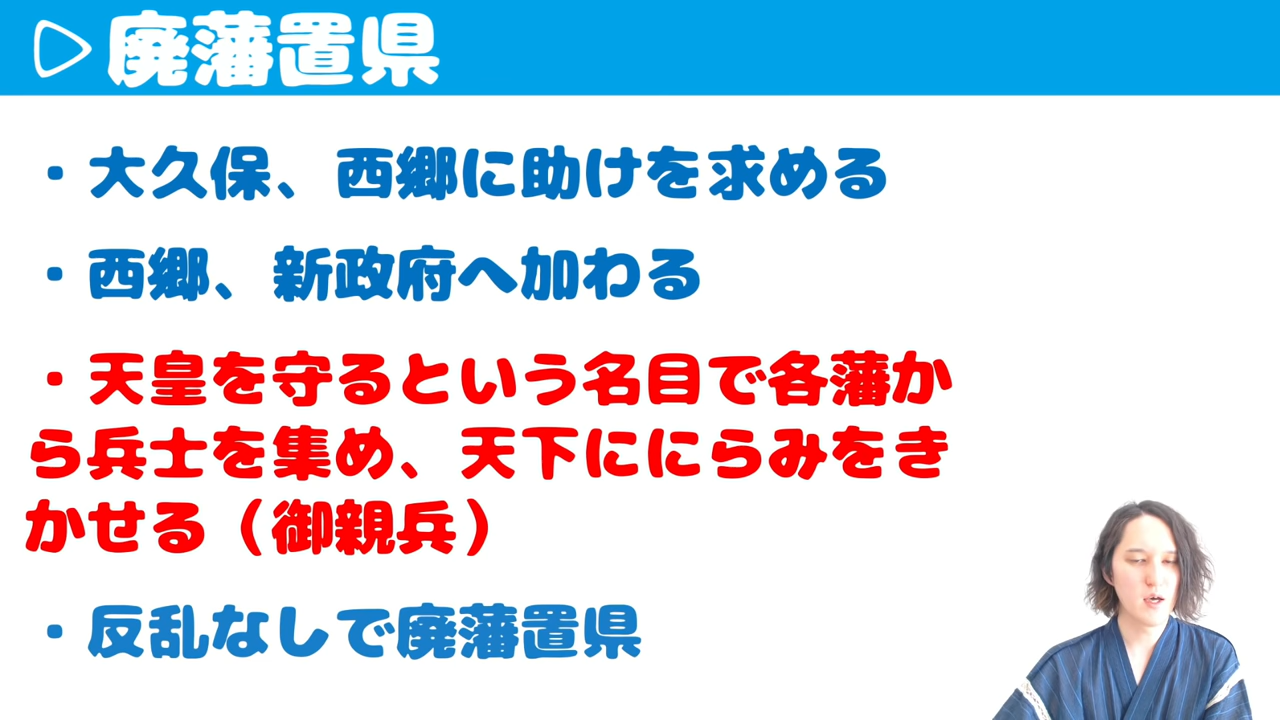 廃藩置県
・大久保、西郷に助けを求める
・西郷、新政府へ加わる
・天皇を守るという名目で各藩か
ら兵士を集め、天下ににらみをき
かせる（御親兵）
・反乱なしで廃藩置県